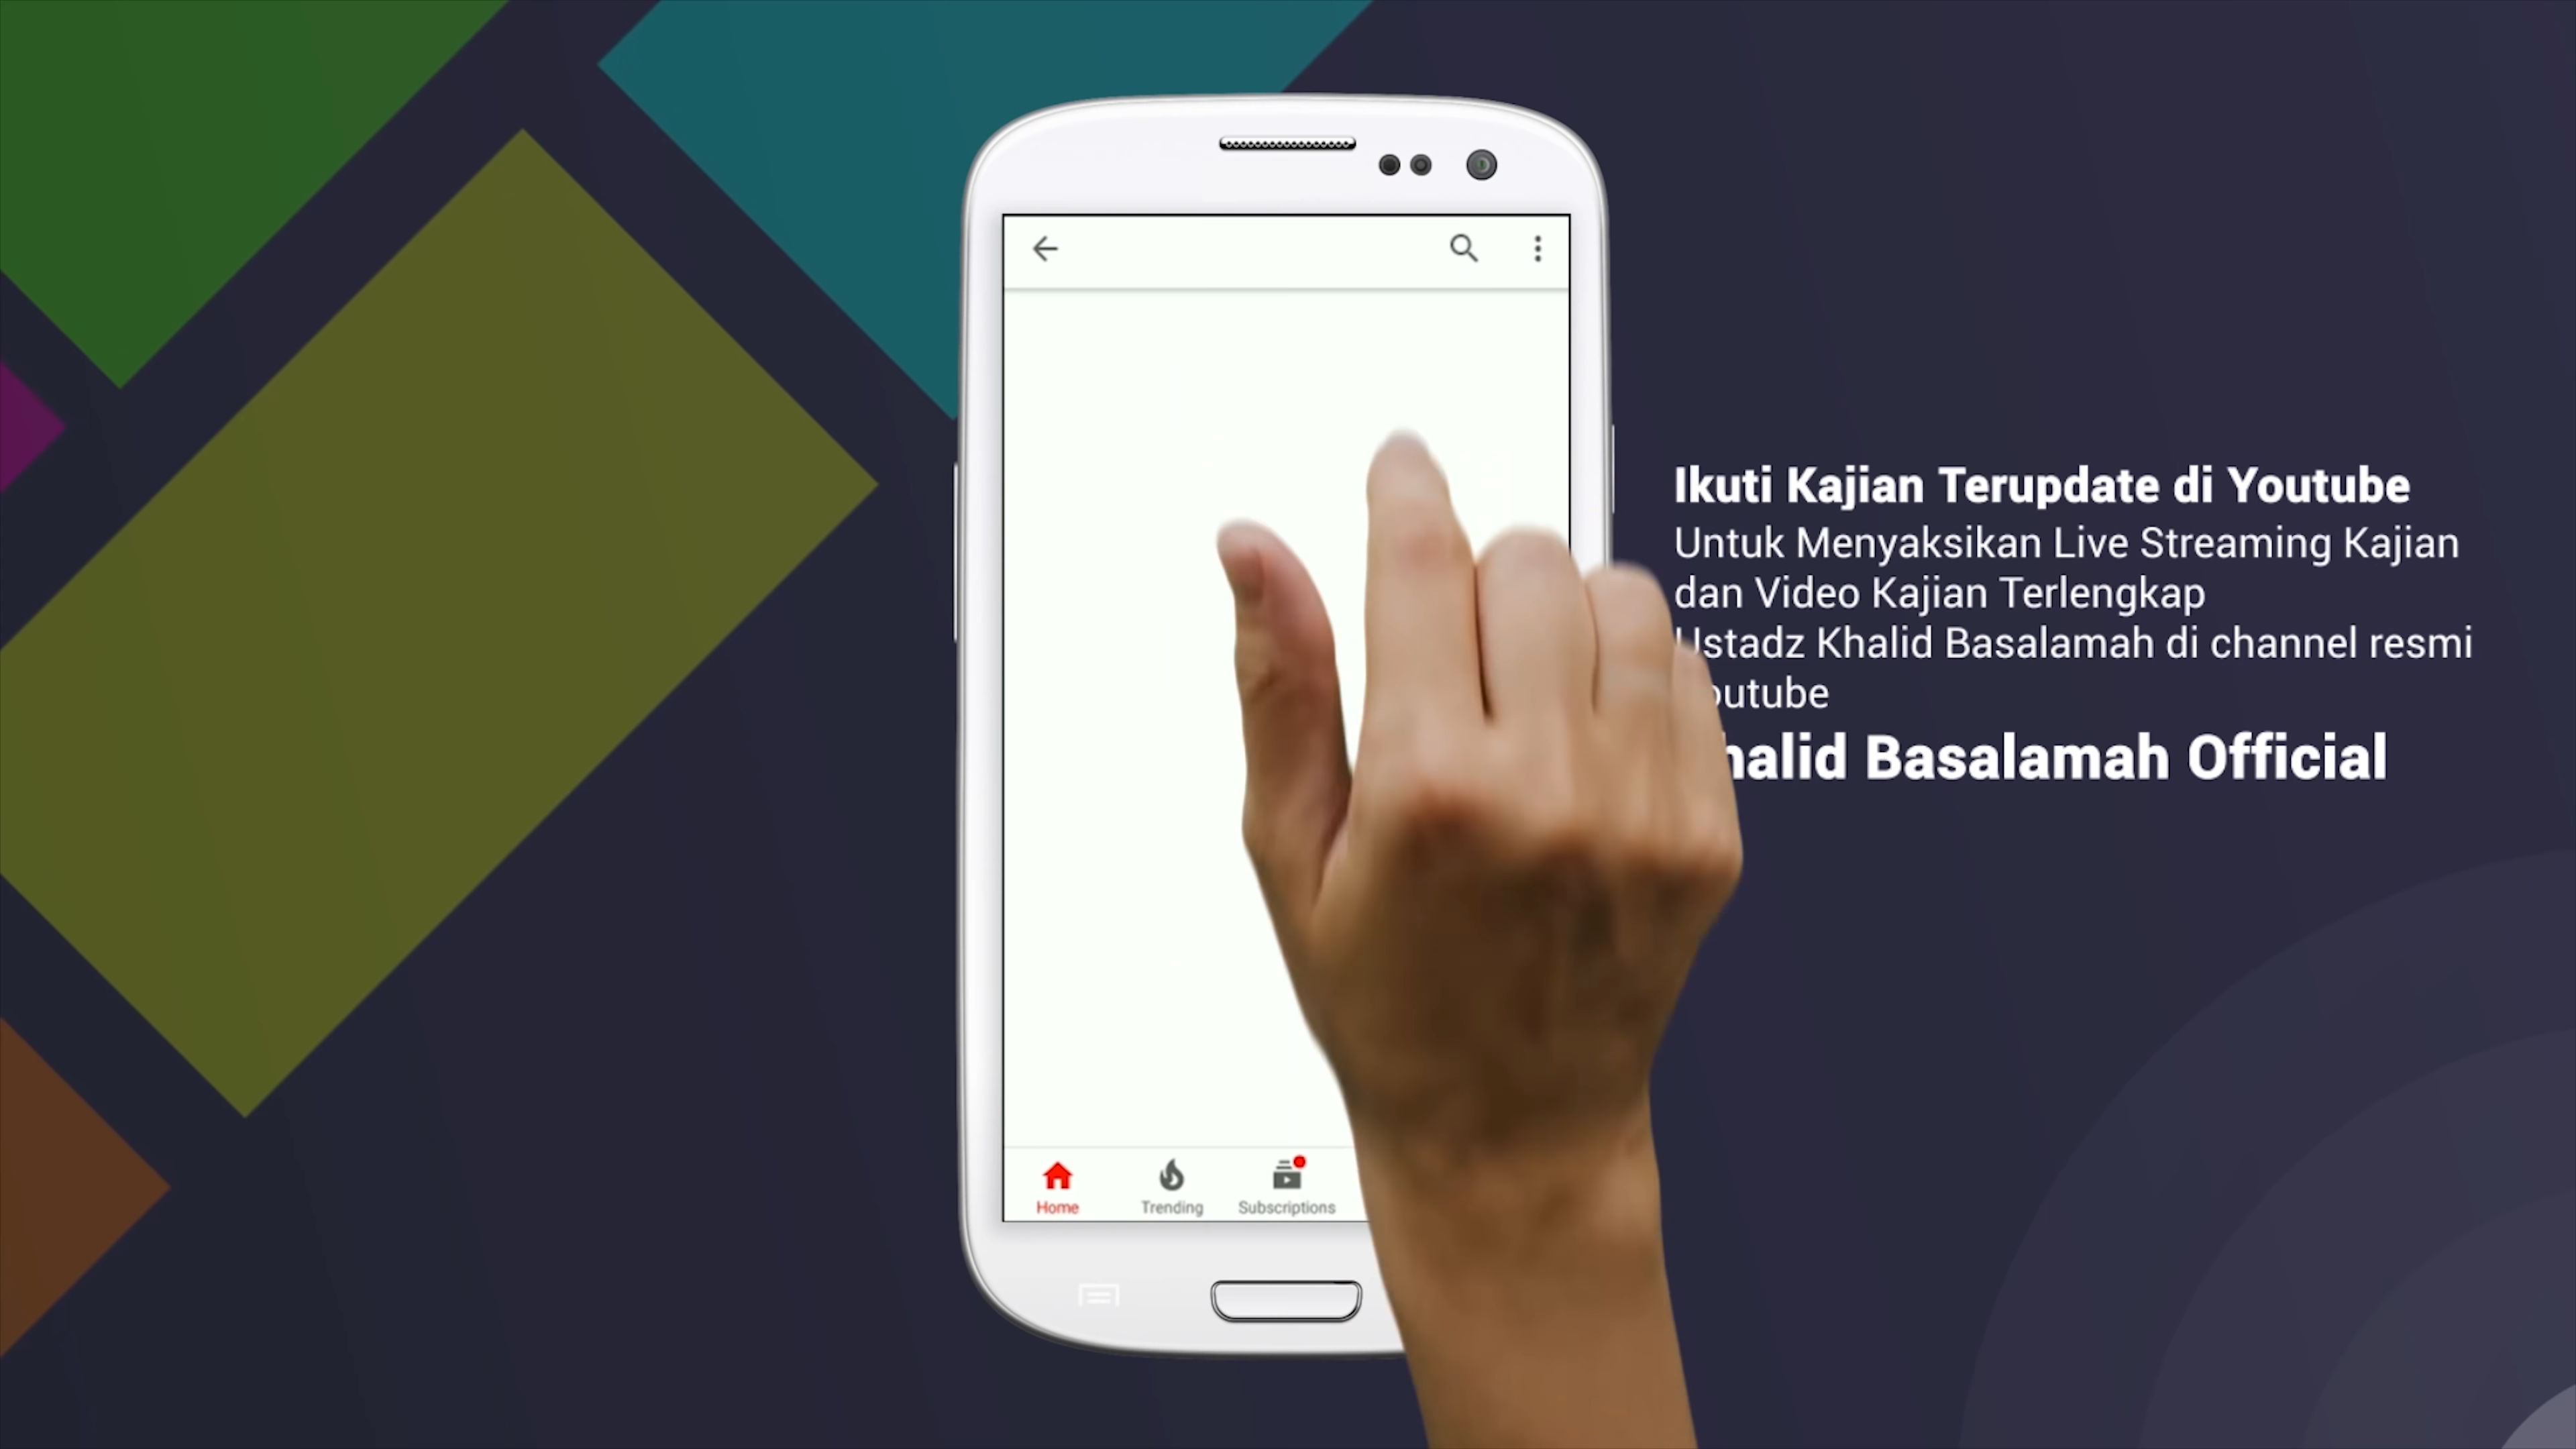 Ikuti Kajian Terupdate di Youtube
Untuk Menyaksikan Live Streaming Kajian
dan Video Kajian Terlengkap
Ustadz Khalid Basalamah di channel resmi
outube
halid Basalamah Official
Home
Trending
Subscriptions